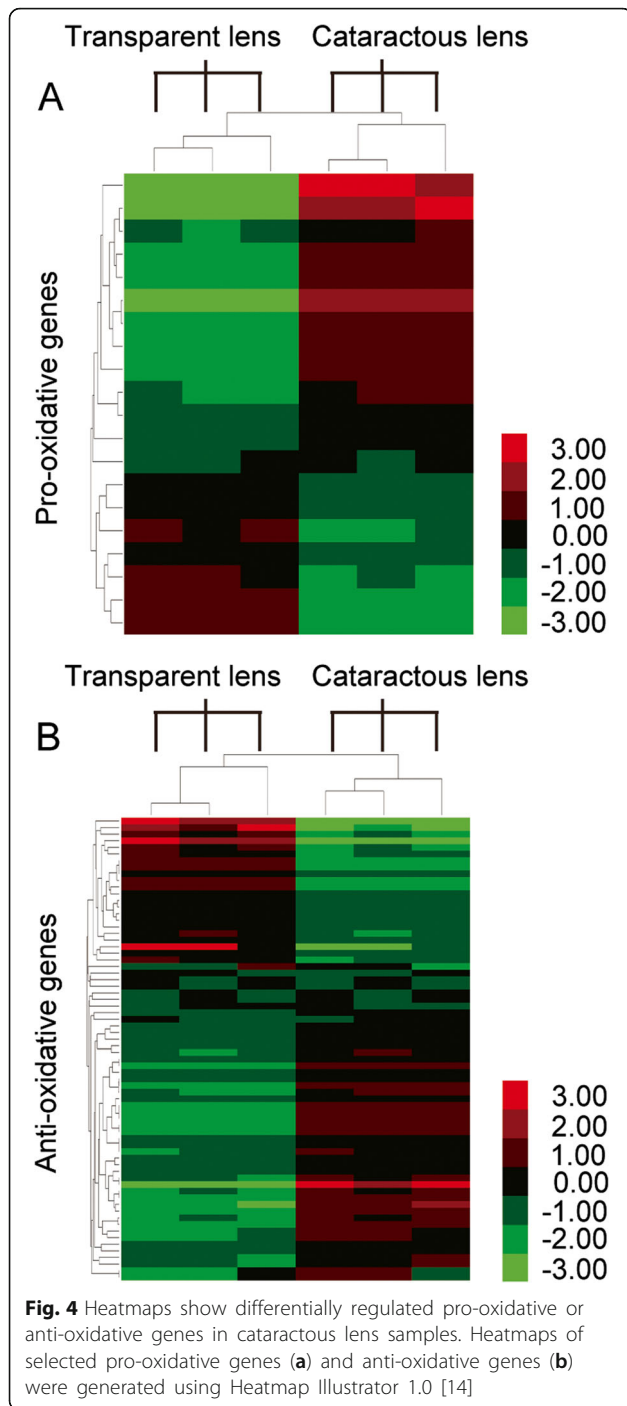 Transparent lens Cataractous lens
A
Pro-oxidative genes
3.00
2.00
1.00
0.00
-1.00
-2.00
-3.00
Transparent lens Cataractous lens
B
Anti-oxidative genes
3.00
2.00
1.00
0.00
-1.00
-2.00
-3.00
Fig. 4 Heatmaps show differentially regulated pro-oxidative or
anti-oxidative genes in cataractous lens samples. Heatmaps of
selected pro-oxidative genes (a) and anti-oxidative genes (b)
were generated using Heatmap Illustrator 1.0 [14]